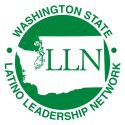 WASHINGTON STATE
LLN
LATINO LEADERSHIP NETWORK